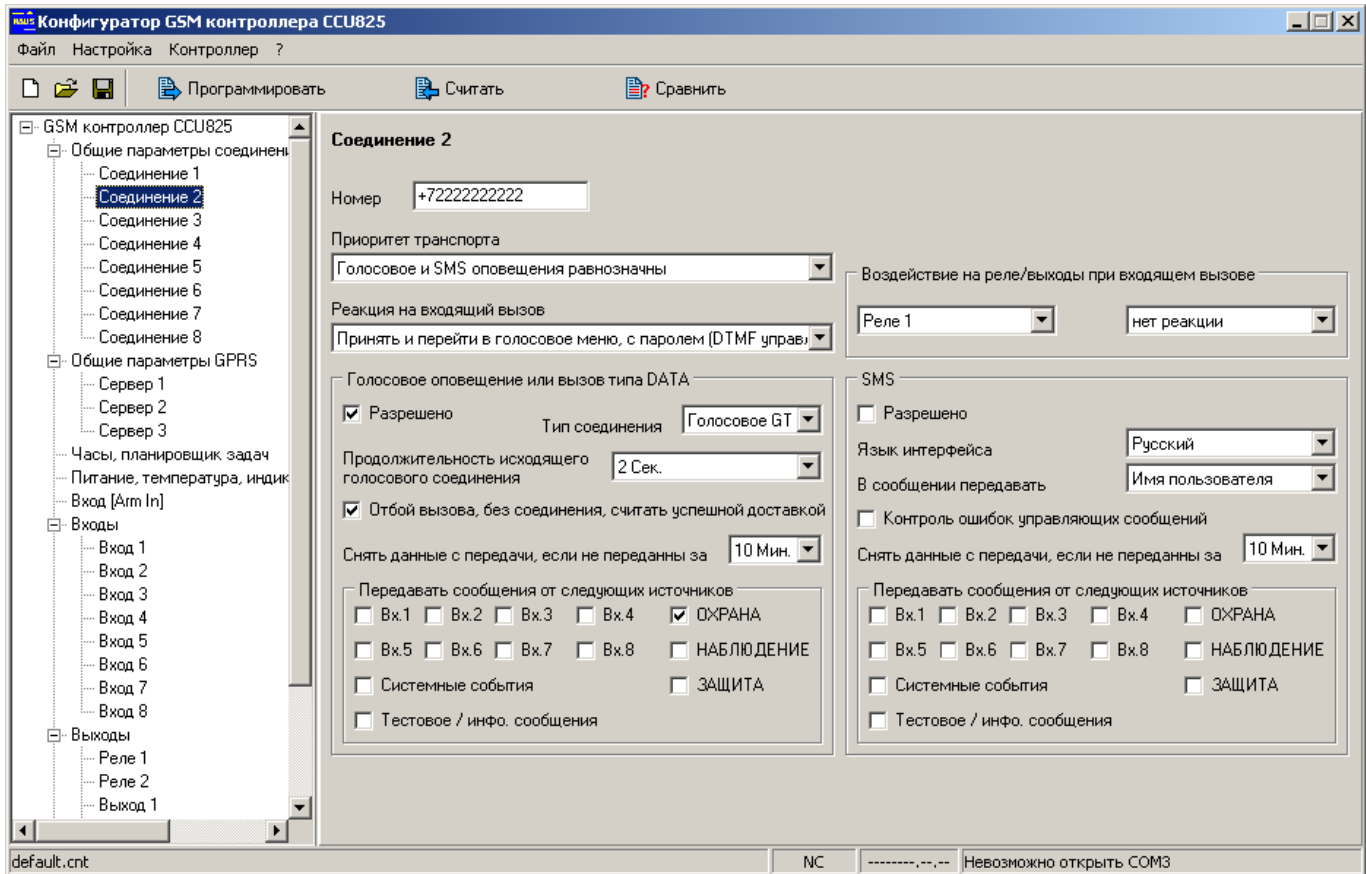 Конфигуратор GSM контроллера CCU825
Файл Настройка Контроллер ?
Программировать Считать Сравнить
GSM контроллер CCU825
Общие параметры соединени
Соединение 1
Соединение 2
Соединение 3
Соединение 4
Соединение 5
Соединение 6
Соединение 7
Соединение 8
Общие параметры GPRS
Сервер 1
Сервер 2
Сервер 3
Часы, планировщик задач
Питание, температура, индик
Вход [Arm In]
Входы
Вход 1
Вход 2
Вход 3
Вход 4
Вход 5
Вход 6
Вход 7
Вход 8
Выходы
Реле 1
Реле 2
Выход 1
Соединение 2
Номер +72222222222
Приоритет транспорта
Голосовое и SMS оповещения равнозначны
Реакция на входящий вызов
Принять и перейти в голосовое меню, с паролем (DTMF управл
Воздействие на реле/выходы при входящем вызове
Реле 1 нет реакции
Голосовое оповещение или вызов типа DATA
Разрешено Тип соединения Голосовое GT
Продолжительность исходящего
голосового соединения 2 Сек.
Отбой вызова, без соединения, считать успешной доставкой
Снять данные с передачи, если не переданны за 10 Мин.
Передавать сообщения от следующих источников
Вх.1 Вх.2 Вх.3 Вх.4 ОХРАНА
Вх.5 Вх.6 Вх.7 Вх.8 НАБЛЮДЕНИЕ
Системные события ЗАЩИТА
Тестовое / инфо. сообщения
SMS
Разрешено
Язык интерфейса Русский
В сообщении передавать Имя пользователя
Контроль ошибок управляющих сообщений
Снять данные с передачи, если не переданны за 10 Мин.
Передавать сообщения от следующих источников
Вх.1 Вх.2 Вх.3 Вх.4 ОХРАНА
Вх.5 Вх.6 Вх.7 Вх.8 НАБЛЮДЕНИЕ
Системные события ЗАЩИТА
Тестовое / инфо. сообщения
default.cnt NC --------,--,-- Невозможно открыть COM3